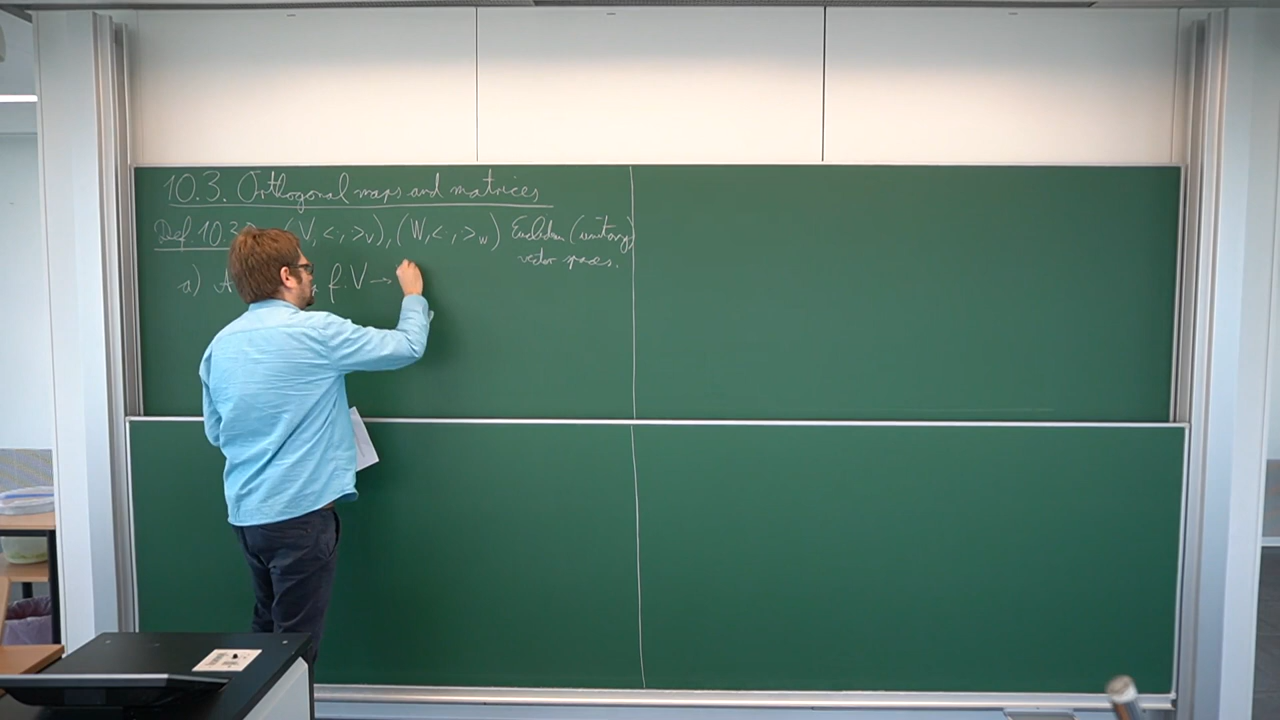 10.3. Orthogonal maps and matrices
Def. 10.3 (V, <·,·>_V), (W, <·,·>_W) Euclidean (unitary)
vector spaces.
a) A f: V →